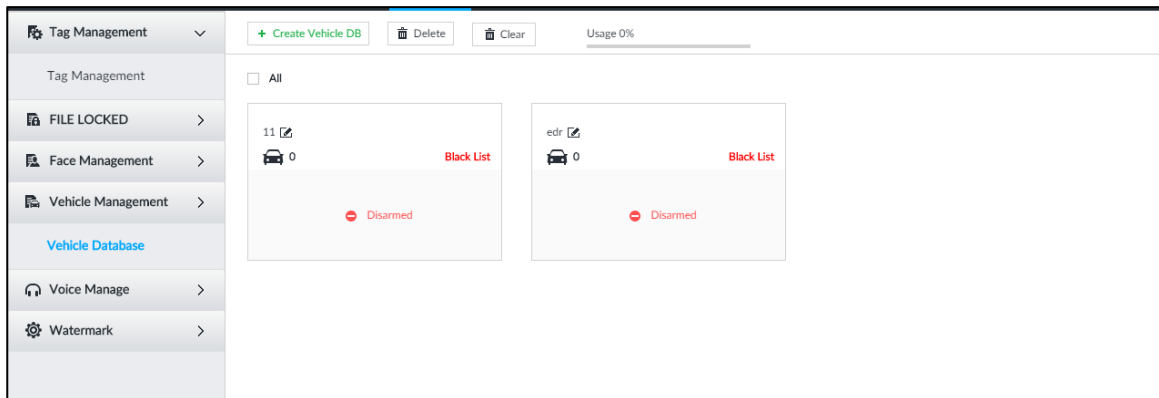 Tag Management
Tag Management
FILE LOCKED
Face Management
Vehicle Management
Vehicle Database
Voice Manage
Watermark
+ Create Vehicle DB Delete Clear Usage 0%
All
11
0 Black List
Disarmed
edr
0 Black List
Disarmed